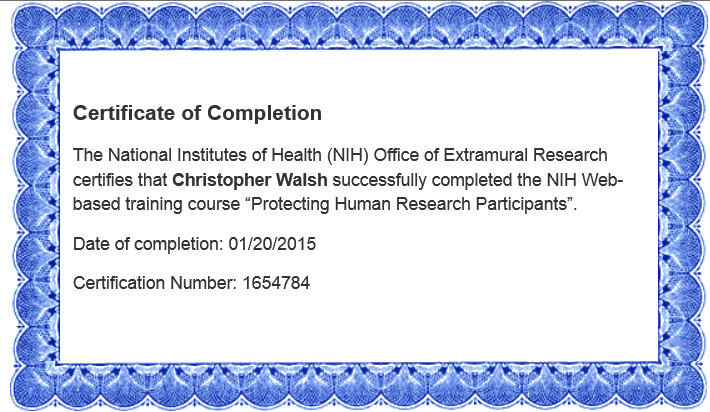 Certificate of Completion
The National Institutes of Health (NIH) Office of Extramural Research
certifies that Christopher Walsh successfully completed the NIH Web-
based training course “Protecting Human Research Participants”.
Date of completion: 01/20/2015
Certification Number: 1654784